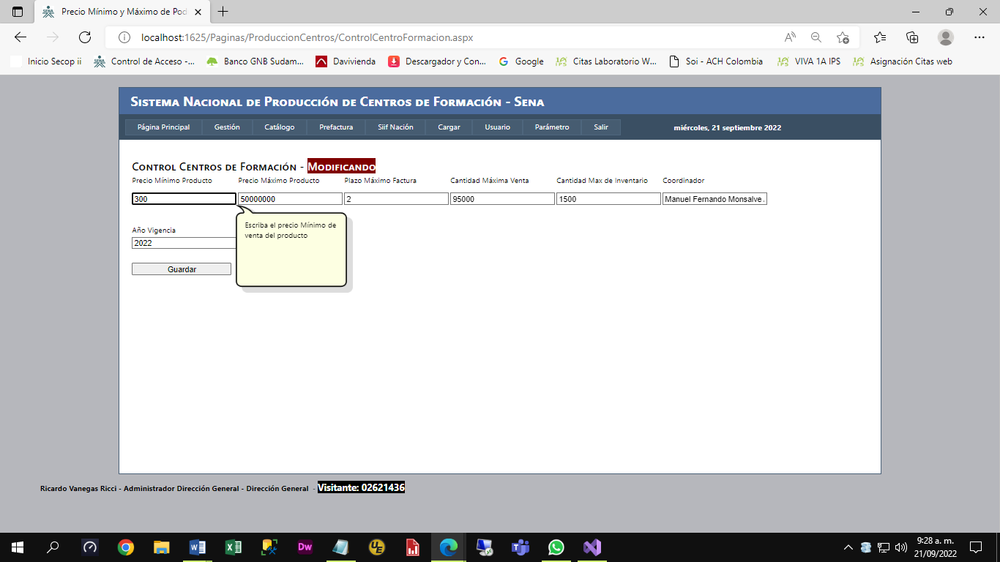 Precio Mínimo y Máximo de Pod
localhost:1625/Paginas/ProduccionCentros/ControlCentroFormacion.aspx
Inicio Secop ii Control de Acceso -... Banco GNB Sudam... Davivienda Descargador y Con... Google Citas Laboratorio W... Soi - ACH Colombia VIVA 1A IPS Asignación Citas web
Sistema Nacional de Producción de Centros de Formación - Sena
Página Principal Gestión Catálogo Prefactura Siif Nación Cargar Usuario Parámetro Salir miércoles, 21 septiembre 2022
Control Centros de Formación - Modificando
Precio Mínimo Producto Precio Máximo Producto Plazo Máximo Factura Cantidad Máxima Venta Cantidad Max de Inventario Coordinador
300 50000000 2 95000 1500 Manuel Fernando Monsalve
Escriba el precio Mínimo de
venta del producto
Año Vigencia
2022
Guardar
Ricardo Vanegas Ricci - Administrador Dirección General - Dirección General - Visitante: 02621436
9:28 a. m.
21/09/2022